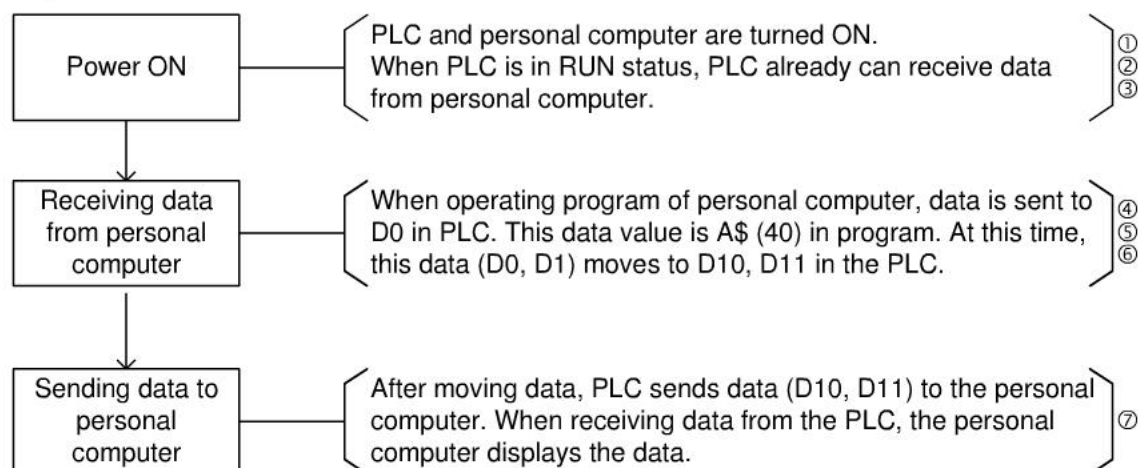 Power ON
PLC and personal computer are turned ON.
When PLC is in RUN status, PLC already can receive data
from personal computer.
①
②
③
Receiving data
from personal
computer
When operating program of personal computer, data is sent to
D0 in PLC. This data value is A$ (40) in program. At this time,
this data (D0, D1) moves to D10, D11 in the PLC.
④
⑤
⑥
Sending data to
personal
computer
After moving data, PLC sends data (D10, D11) to the personal
computer. When receiving data from the PLC, the personal
computer displays the data.
⑦